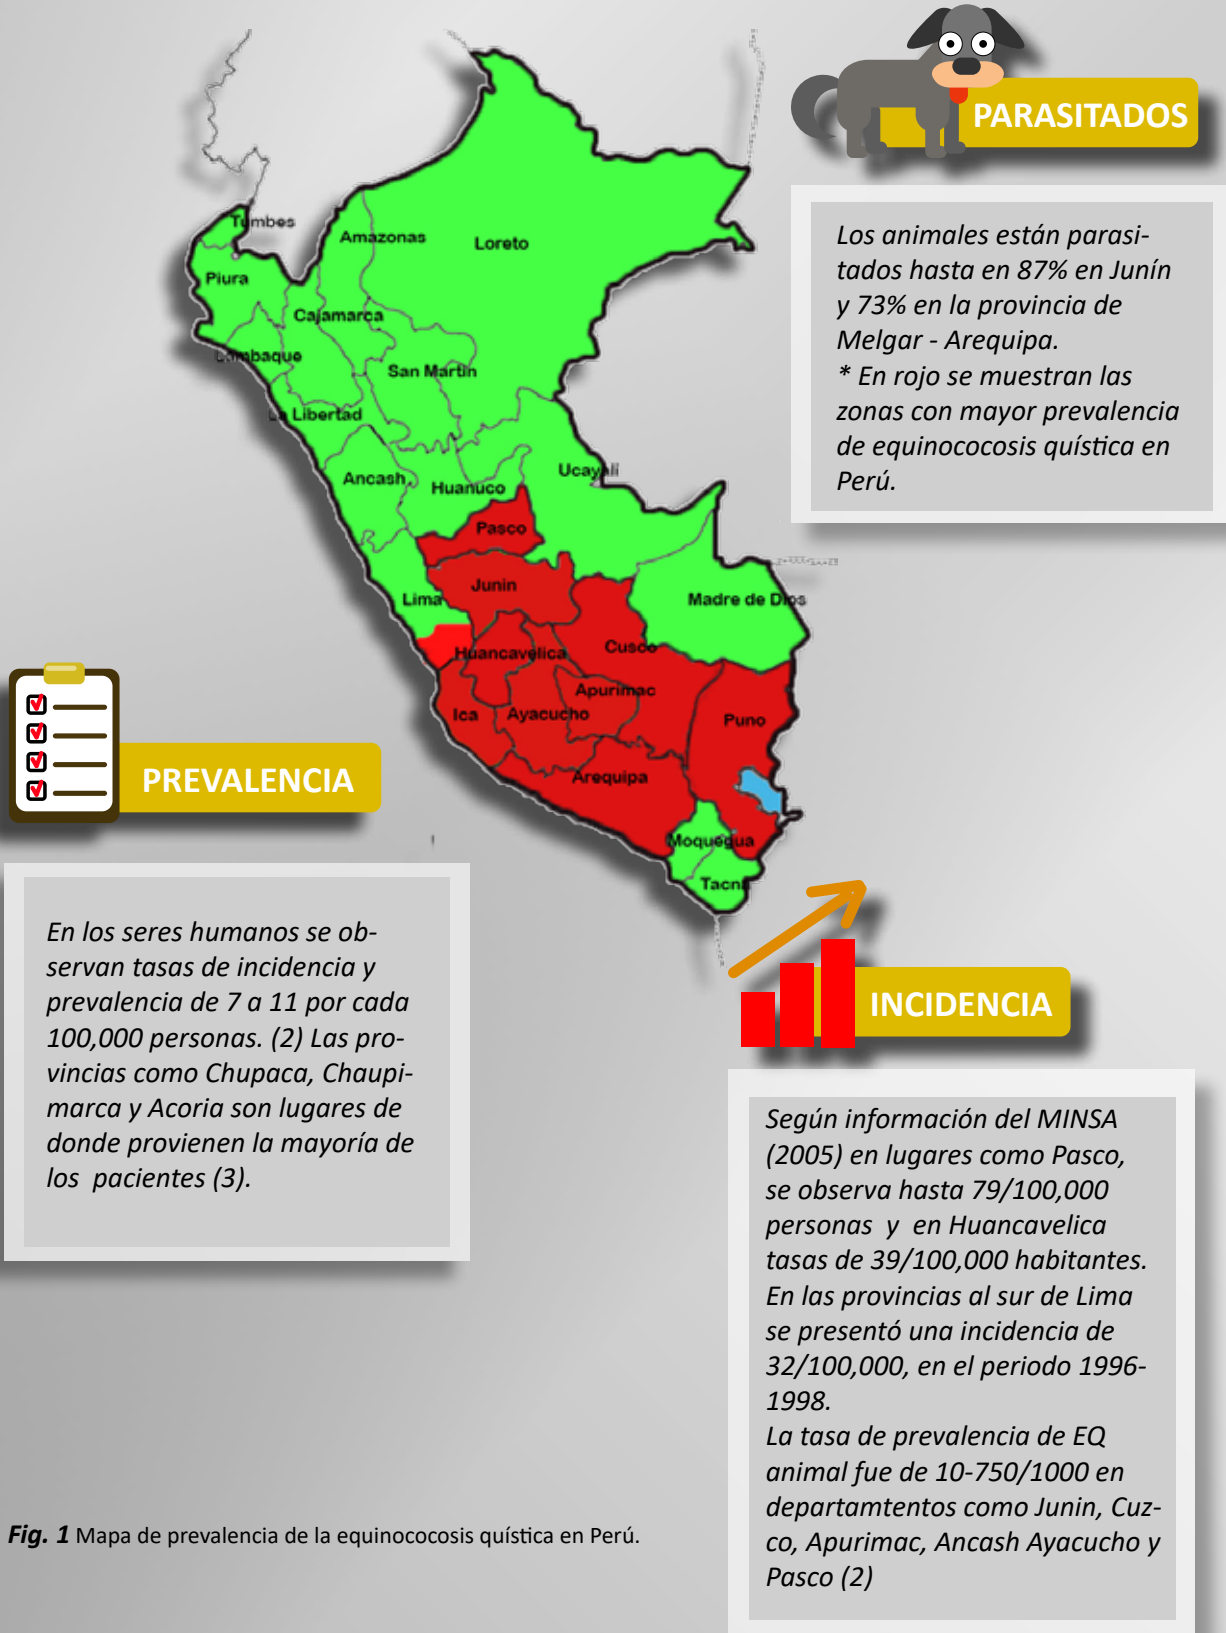 PARASITADOS
Los animales están parasi-
tados hasta en 87% en Junín
y 73% en la provincia de
Melgar - Arequipa.
* En rojo se muestran las
zonas con mayor prevalencia
de equinococosis quística en
Perú.
Tumbes
Amazonas
Loreto
Piura
Cajamarca
Lambaque
San Martin
La Libertad
Ancash
Huanuco
Ucayali
Pasco
Junin
Lima
Madre de Dios
Huancavelica
Cusco
Apurimac
Ica
Ayacucho
Puno
Arequipa
Moquegua
Tacna
PREVALENCIA
En los seres humanos se ob-
servan tasas de incidencia y
prevalencia de 7 a 11 por cada
100,000 personas. (2) Las pro-
vincias como Chupaca, Chaupi-
marca y Acoria son lugares de
donde provienen la mayoría de
los pacientes (3).
INCIDENCIA
Según información del MINSA
(2005) en lugares como Pasco,
se observa hasta 79/100,000
personas y en Huancavelica
tasas de 39/100,000 habitantes.
En las provincias al sur de Lima
se presentó una incidencia de
32/100,000, en el periodo 1996-
1998.
La tasa de prevalencia de EQ
animal fue de 10-750/1000 en
departamtentos como Junin, Cuz-
co, Apurimac, Ancash Ayacucho y
Pasco (2)
Fig. 1 Mapa de prevalencia de la equinococosis quística en Perú.